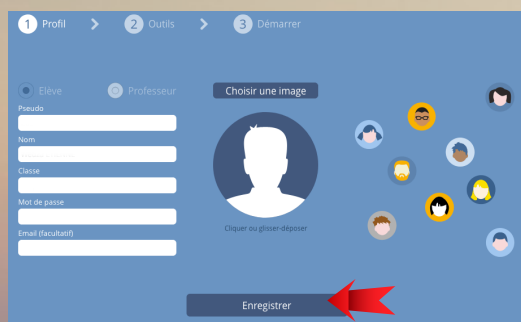 1 Profil > 2 Outils > 3 Démarrer
Elève Professeur
Choisir une image
Pseudo
Nom
Classe
Mot de passe
Email (facultatif)
Cliquer ou glisser-déposer
Enregistrer